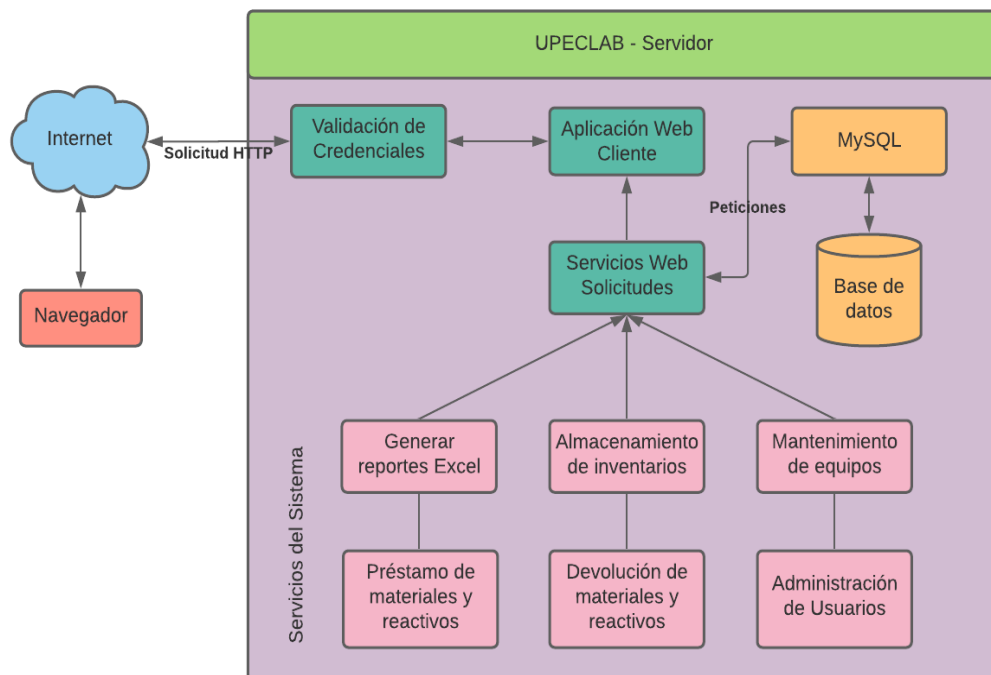 UPECLAB - Servidor
Internet
Solicitud HTTP
Validación de
Credenciales
Aplicación Web
Cliente
MySQL
Peticiones
Servicios Web
Solicitudes
Base de
datos
Navegador
Servicios del Sistema
Generar
reportes Excel
Almacenamiento
de inventarios
Mantenimiento
de equipos
Préstamo de
materiales y
reactivos
Devolución de
materiales y
reactivos
Administración
de Usuarios